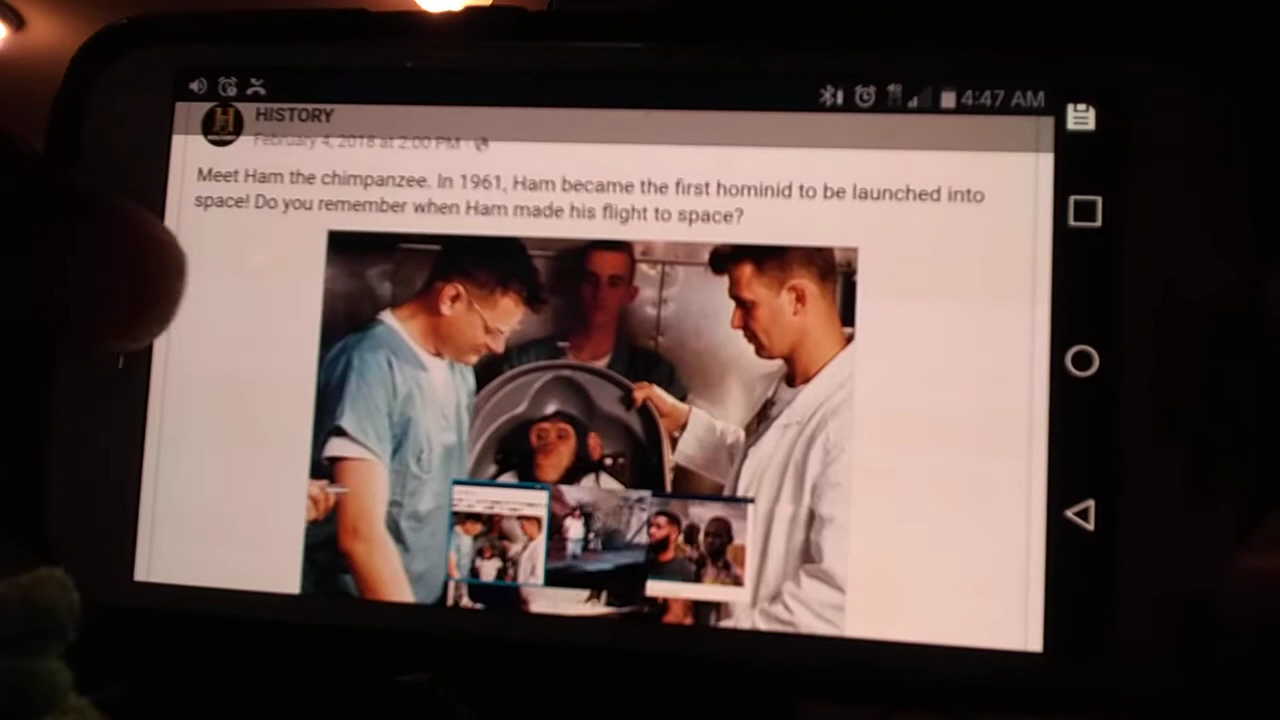 4:47 AM
HISTORY
February 4, 2018 at 2:00 PM
Meet Ham the chimpanzee. In 1961, Ham became the first hominid to be launched into
space! Do you remember when Ham made his flight to space?